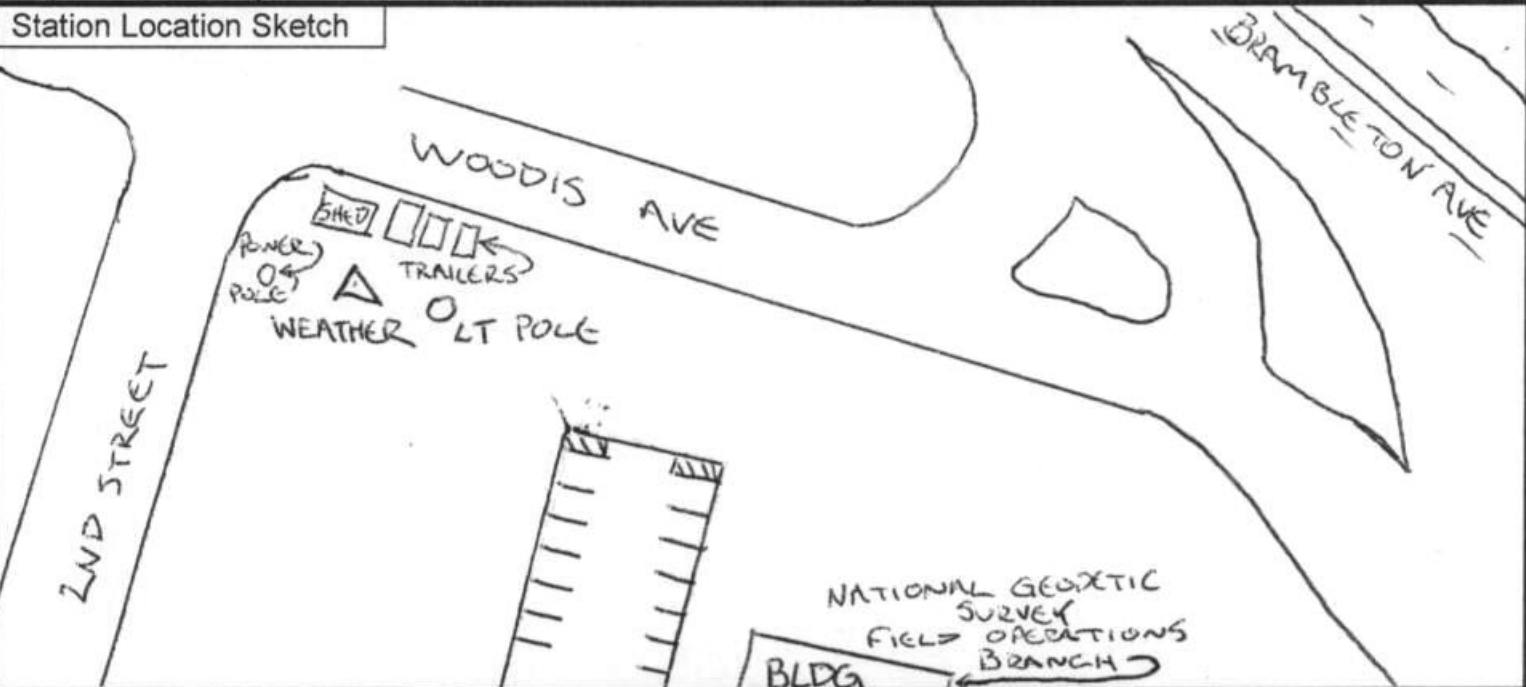 Station Location Sketch
BRAMBLETON AVE
WOODIS AVE
SHED
POWER
POLE
TRAILERS
WEATHER
LT POLE
2ND STREET
NATIONAL GEODETIC
SURVEY
FIELD OPERATIONS
BRANCH
BLDG